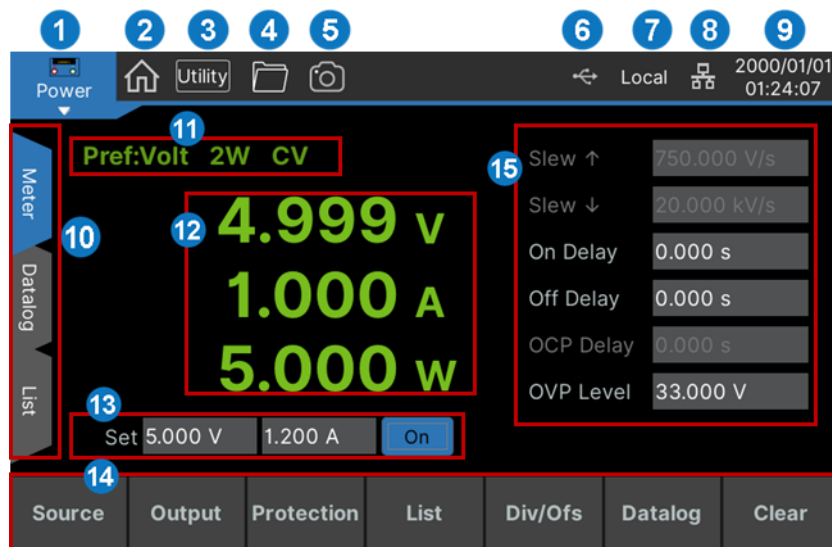 1 2 3 4 5 6 7 8 9
Power Utility Local 2000/01/01
01:24:07
11
Pref:Volt 2W CV
15
Slew ↑ 750.000 V/s
Slew ↓ 20.000 kV/s
On Delay 0.000 s
Off Delay 0.000 s
OCP Delay 0.000 s
OVP Level 33.000 V
10
Meter
Datalog
List
12
4.999 V
1.000 A
5.000 W
13
Set 5.000 V 1.200 A On
14
Source Output Protection List Div/Ofs Datalog Clear